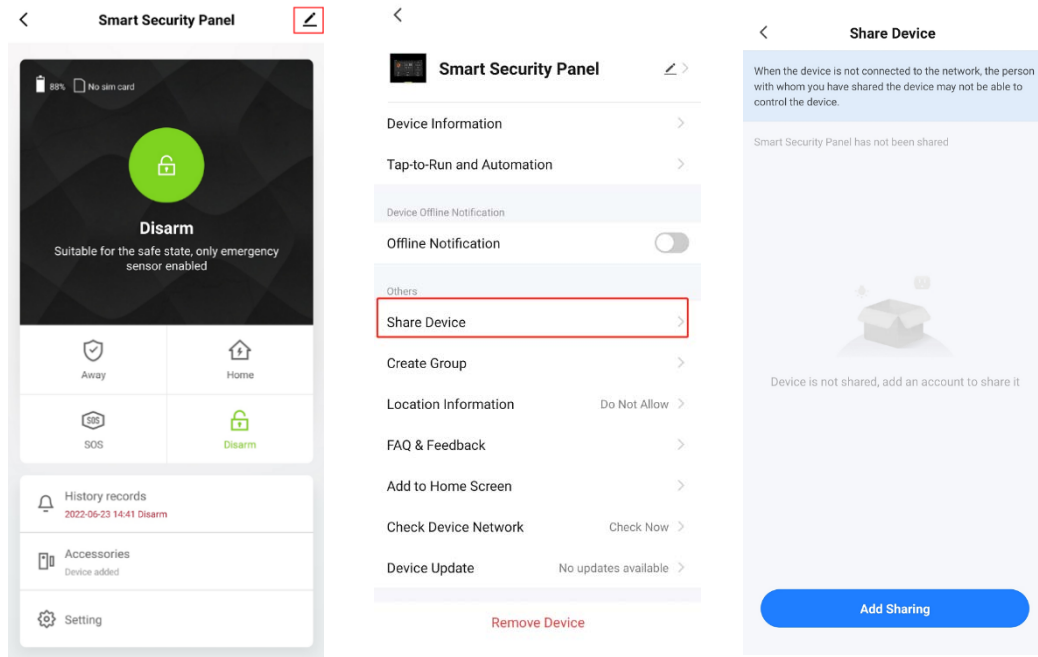 Smart Security Panel
88%
No sim card
Disarm
Suitable for the safe state, only emergency
sensor enabled
Away
Home
SOS
SOS
Disarm
History records
2022-06-23 14:41 Disarm
Accessories
Device added
Setting
Smart Security Panel
Device Information
Tap-to-Run and Automation
Device Offline Notification
Offline Notification
Others
Share Device
Create Group
Location Information
Do Not Allow
FAQ & Feedback
Add to Home Screen
Check Device Network
Check Now
Device Update
No updates available
Remove Device
Share Device
When the device is not connected to the network, the person
with whom you have shared the device may not be able to
control the device.
Smart Security Panel has not been shared
Device is not shared, add an account to share it
Add Sharing